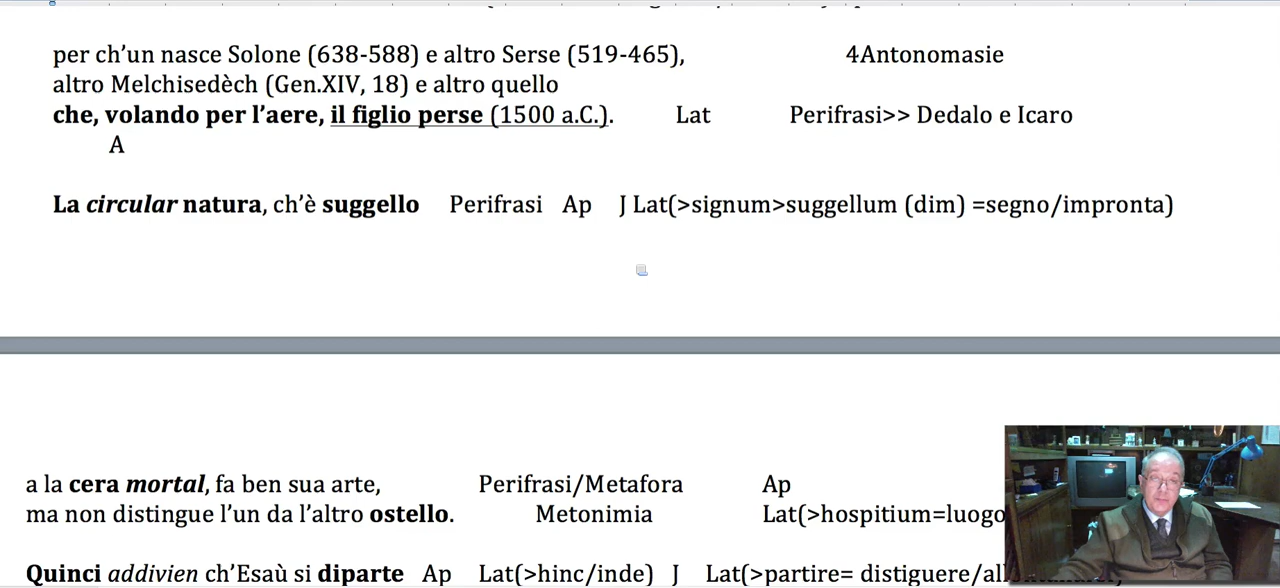 per ch’un nasce Solone (638-588) e altro Serse (519-465), 4Antonomasie
altro Melchisedèch (Gen.XIV, 18) e altro quello
che, volando per l’aere, il figlio perse (1500 a.C.). Lat Perifrasi>> Dedalo e Icaro
A
La circular natura, ch’è suggello Perifrasi Ap J Lat(>signum>suggellum (dim) =segno/impronta)
a la cera mortal, fa ben sua arte, Perifrasi/Metafora Ap
ma non distingue l’un da l’altro ostello. Metonimia Lat(>hospitium=luogo
Quinci addivien ch’Esaù si diparte Ap Lat(>hinc/inde) J Lat(>partire= distiguere/all